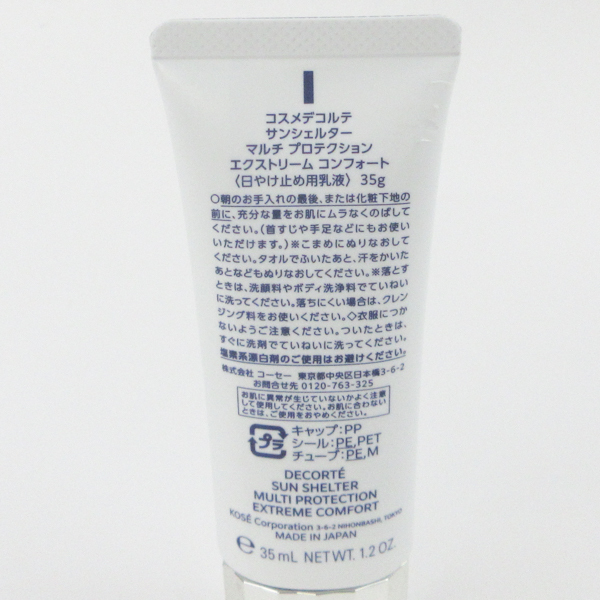 コスメデコルテ
サンシェルター
マルチ プロテクション
エクストリーム コンフォート
〈日やけ止め用乳液〉 35g
〇朝のお手入れの最後、または化粧下地の
前に、充分な量をお肌にムラなくのばして
ください。(首すじや手足などにもお使い
いただけます。)※こまめにぬりなおして
ください。タオルでふいたあと、汗をかいた
あとなどもぬりなおしてください。※落とす
ときは、洗顔料やボディ洗浄料でていねい
に洗ってください。落ちにくい場合は、クレン
ジング料をお使いください。◇衣服につか
ないようご注意ください。ついたときは、
すぐに洗剤でていねいに洗ってください。
塩素系漂白剤のご使用はお避けください。
株式会社 コーセー 東京都中央区日本橋3-6-2
お問合せ先 0120-763-325
お肌に異常が生じていないかよく注意
して使用してください。お肌に合わない
ときは、ご使用をおやめください。
プラ
キャップ:PP
シール:PE,PET
チューブ:PE,M
DECORTÉ
SUN SHELTER
MULTI PROTECTION
EXTREME COMFORT
KOSÉ Corporation 3-6-2 NIHONBASHI, TOKYO
MADE IN JAPAN
℮ 35 mL NET WT. 1.2 OZ.